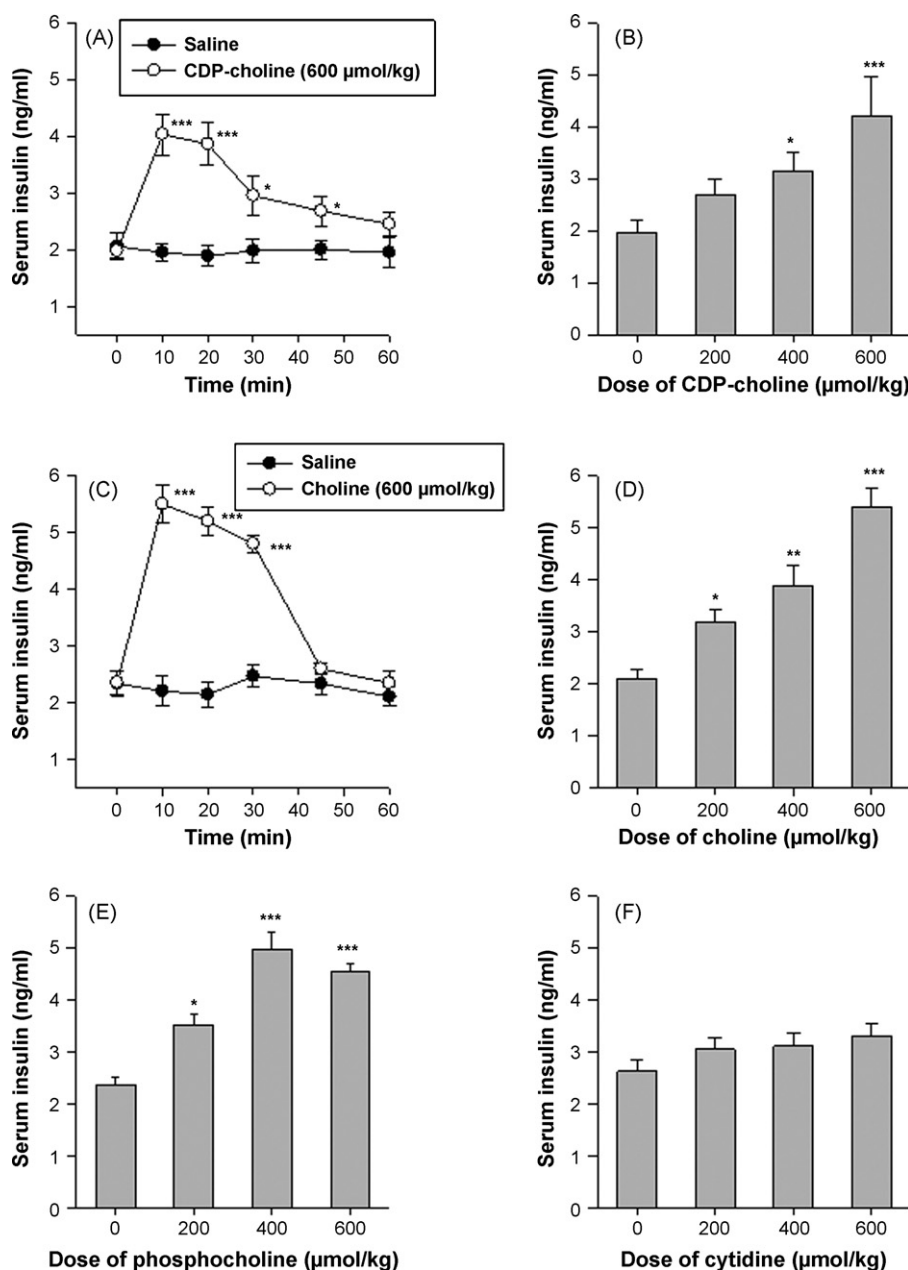 (A)
Saline
CDP-choline (600 µmol/kg)
Serum insulin (ng/ml)
6
5
4
3
2
1
***
***
*
*
0 10 20 30 40 50 60
Time (min)
(B)
Serum insulin (ng/ml)
6
5
4
3
2
1
0
*
***
0 200 400 600
Dose of CDP-choline (µmol/kg)
(C)
Saline
Choline (600 µmol/kg)
Serum insulin (ng/ml)
6
5
4
3
2
1
***
***
***
0 10 20 30 40 50 60
Time (min)
(D)
Serum insulin (ng/ml)
6
5
4
3
2
1
0
*
**
***
0 200 400 600
Dose of choline (µmol/kg)
(E)
Serum insulin (ng/ml)
6
5
4
3
2
1
0
*
***
***
0 200 400 600
Dose of phosphocholine (µmol/kg)
(F)
Serum insulin (ng/ml)
6
5
4
3
2
1
0
0 200 400 600
Dose of cytidine (µmol/kg)